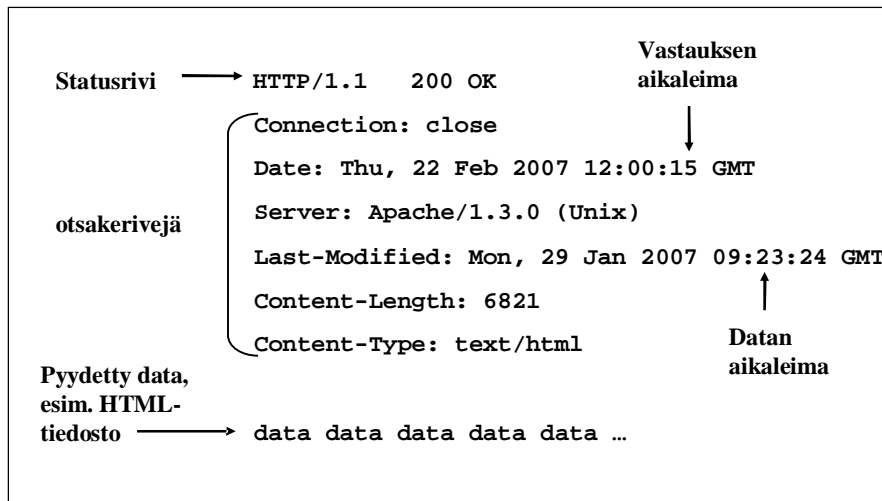 Vastauksen
aikaleima
Statusrivi
HTTP/1.1 200 OK
Connection: close
Date: Thu, 22 Feb 2007 12:00:15 GMT
Server: Apache/1.3.0 (Unix)
otsakerivejä
Last-Modified: Mon, 29 Jan 2007 09:23:24 GMT
Content-Length: 6821
Content-Type: text/html
Datan
aikaleima
Pyydetty data,
esim. HTML-
tiedosto
data data data data data …